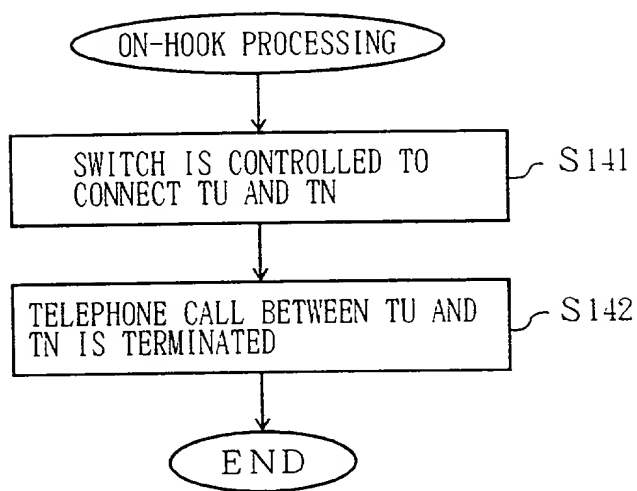 ON-HOOK PROCESSING
SWITCH IS CONTROLLED TO
CONNECT TU AND TN
S141
TELEPHONE CALL BETWEEN TU AND
TN IS TERMINATED
S142
END